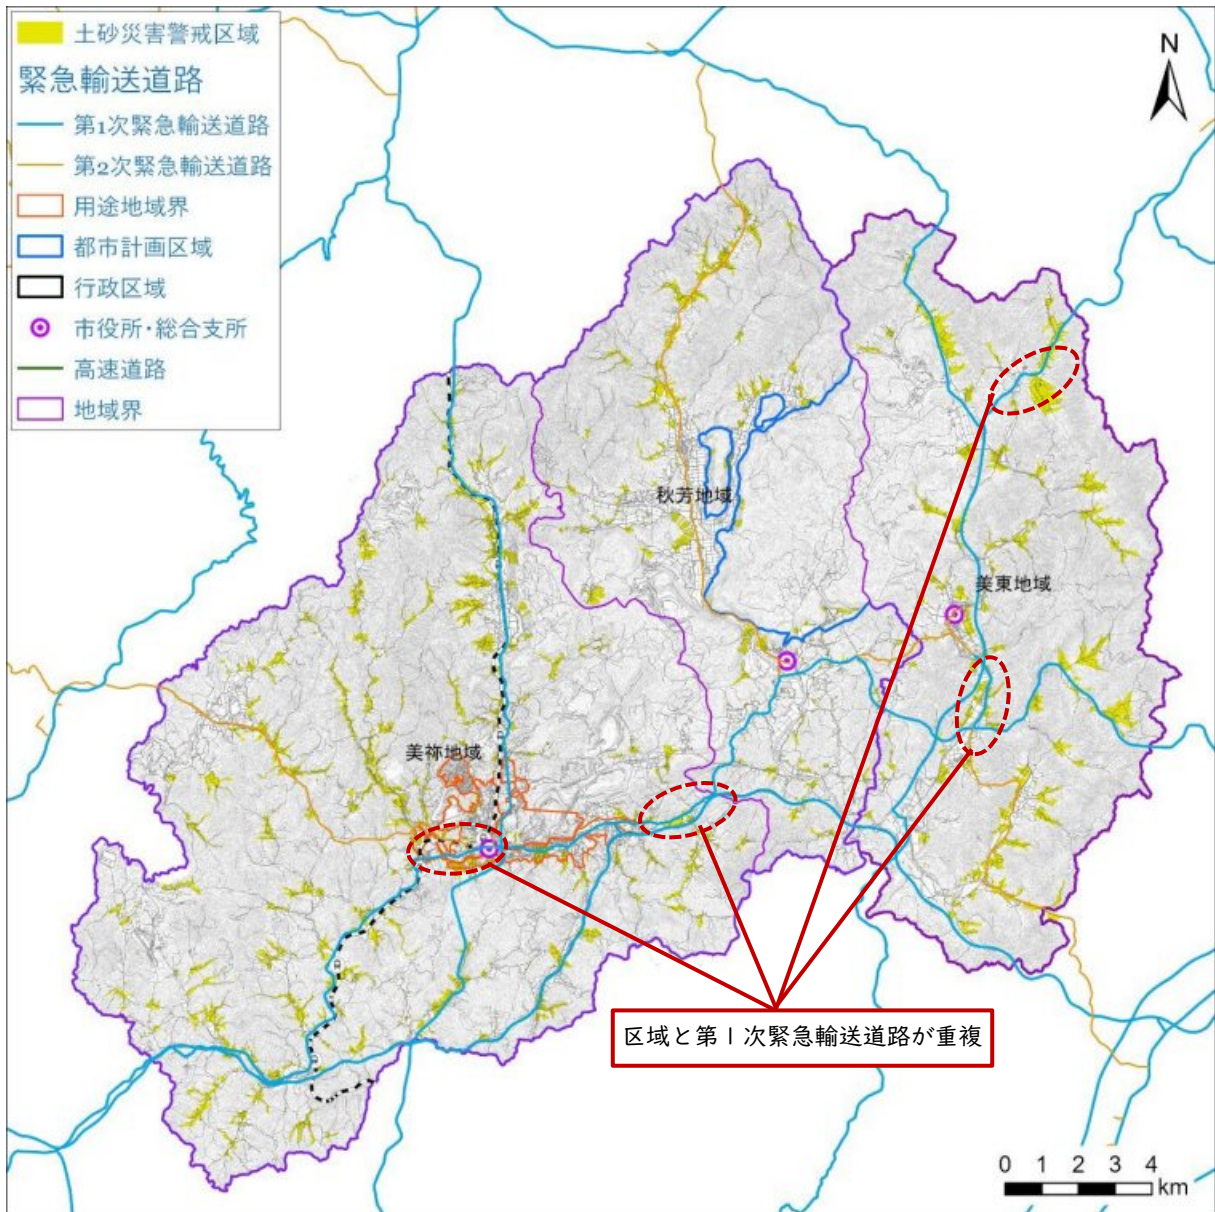 土砂災害警戒区域
緊急輸送道路
第1次緊急輸送道路
第2次緊急輸送道路
用途地域界
都市計画区域
行政区域
市役所・総合支所
高速道路
地域界
N
秋芳地域
美東地域
美祢地域
区域と第1次緊急輸送道路が重複
0 1 2 3 4
km